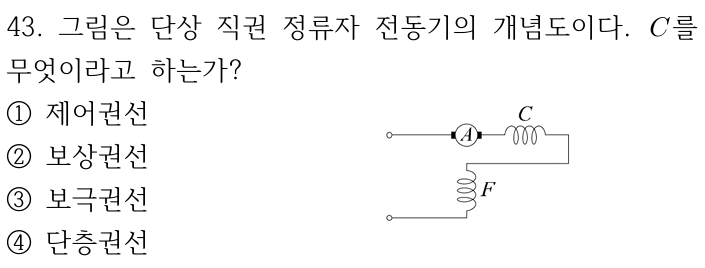 43. 그림은 단상 직권 정류자 전동기의 개념도이다. C를
무엇이라고 하는가?
① 제어권선
② 보상권선
③ 보극권선
④ 단층권선
C
A
F